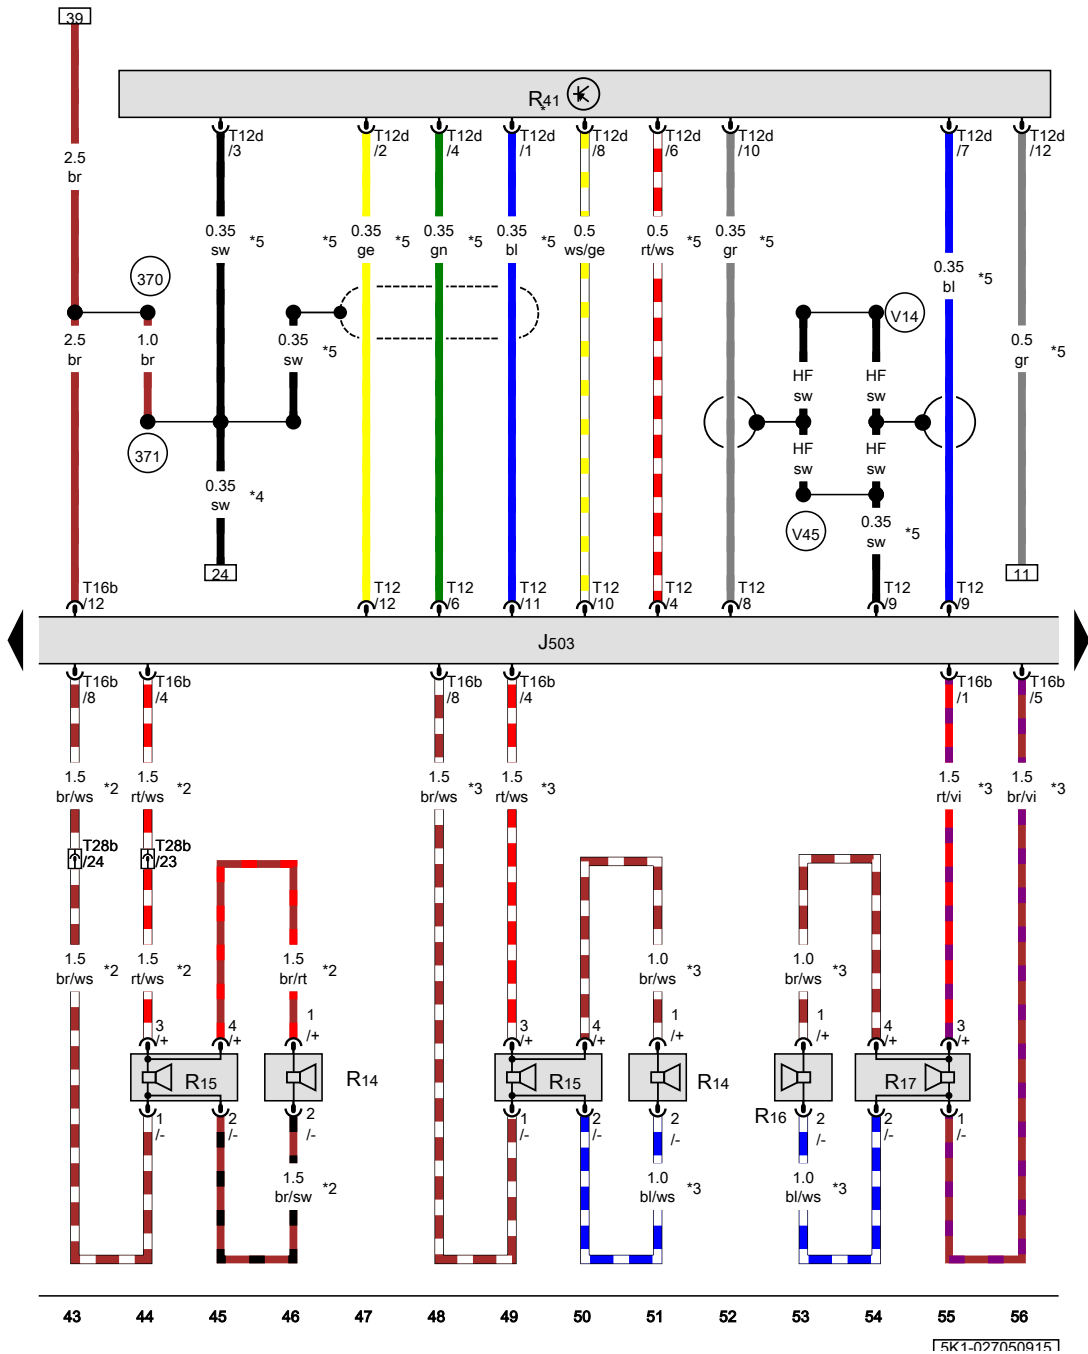 39
R41
*
T12d
/3
T12d
/2
T12d
/4
T12d
/1
T12d
/8
T12d
/6
T12d
/10
T12d
/7
T12d
/12
2.5
br
0.35
sw
*5
*5
0.35
ge
*5
0.35
gn
*5
0.35
bl
*5
0.5
ws/ge
0.5
rt/ws
*5
0.35
gr
*5
0.35
bl
*5
370
V14
2.5
br
1.0
br
0.35
sw
*5
0.5
gr
*5
HF
sw
HF
sw
371
HF
sw
HF
sw
0.35
sw
*4
V45
0.35
sw
*5
24
11
T16b
/12
T12
/12
T12
/6
T12
/11
T12
/10
T12
/4
T12
/8
T12
/9
T12
/9
J503
T16b
/8
T16b
/4
T16b
/8
T16b
/4
T16b
/1
T16b
/5
1.5
br/ws
*2
1.5
rt/ws
*2
1.5
br/ws
*3
1.5
rt/ws
*3
1.5
rt/vi
*3
1.5
br/vi
*3
T28b
/24
T28b
/23
1.5
br/ws
*2
1.5
rt/ws
*2
1.5
br/rt
*2
1.0
br/ws
*3
1.0
br/ws
*3
3
/+
4
/+
1
/+
3
/+
4
/+
1
/+
1
/+
4
/+
3
/+
R15
R14
R15
R14
R16
R17
1
/-
2
/-
2
/-
1
/-
2
/-
2
/-
2
/-
2
/-
1
/-
1.5
br/sw
*2
1.0
bl/ws
*3
1.0
bl/ws
*3
43 44 45 46 47 48 49 50 51 52 53 54 55 56
5K1-027050915